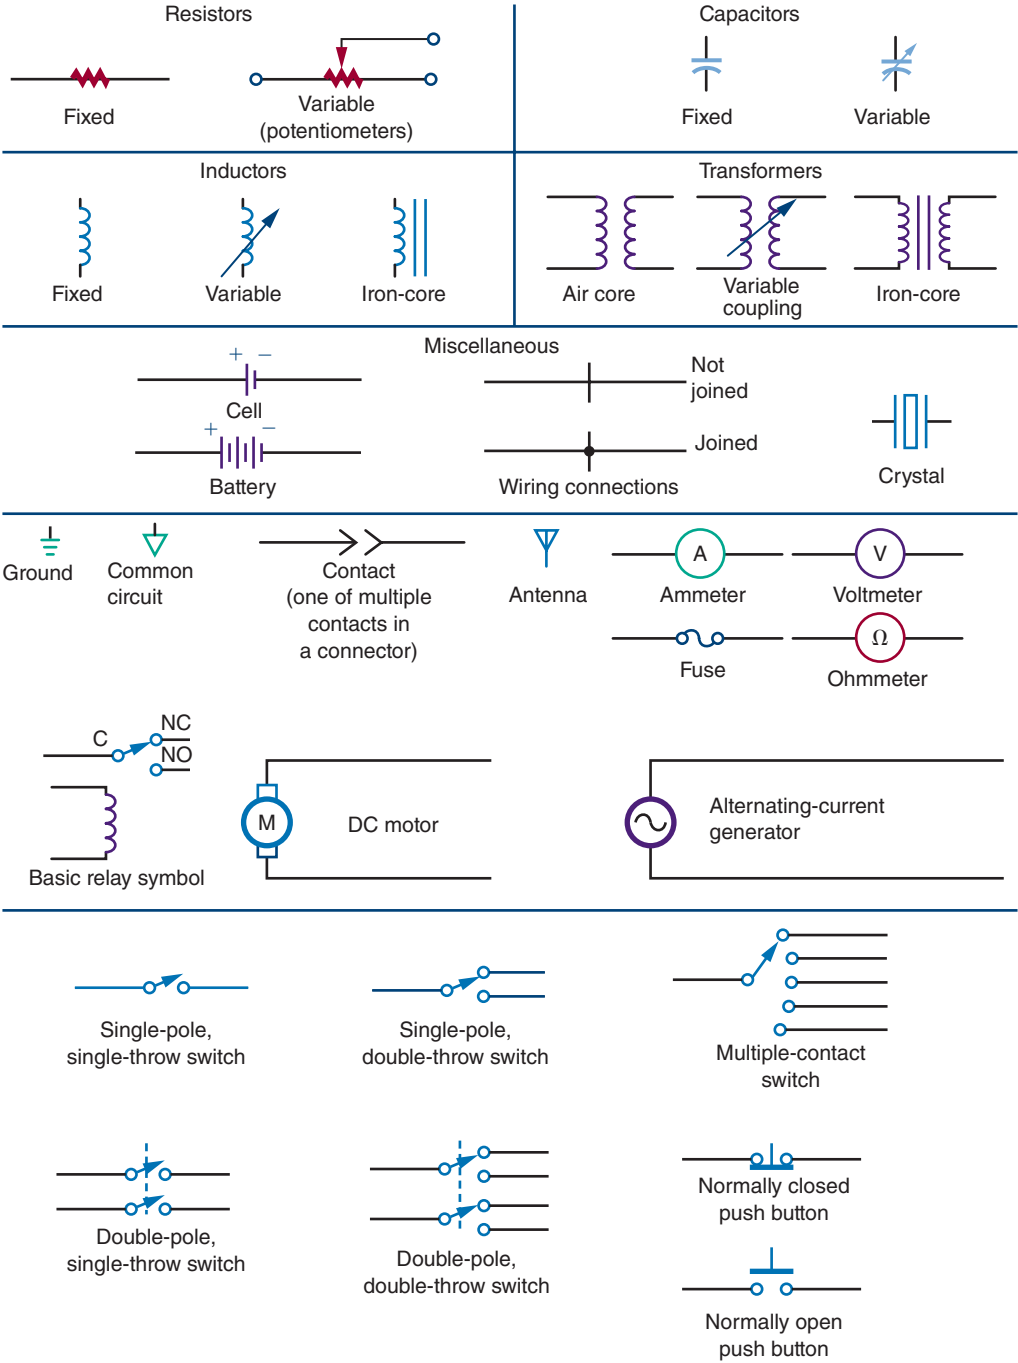 Resistors
Capacitors
Fixed
Variable
(potentiometers)
Fixed
Variable
Inductors
Transformers
Fixed
Variable
Iron-core
Air core
Variable
coupling
Iron-core
Miscellaneous
+ −
Cell
+ −
Battery
Not
joined
Joined
Wiring connections
Crystal
Ground
Common
circuit
Contact
(one of multiple
contacts in
a connector)
Antenna
A
Ammeter
V
Voltmeter
Fuse
Ω
Ohmmeter
C
NC
NO
Basic relay symbol
M
DC motor
Alternating-current
generator
Single-pole,
single-throw switch
Single-pole,
double-throw switch
Multiple-contact
switch
Double-pole,
single-throw switch
Double-pole,
double-throw switch
Normally closed
push button
Normally open
push button